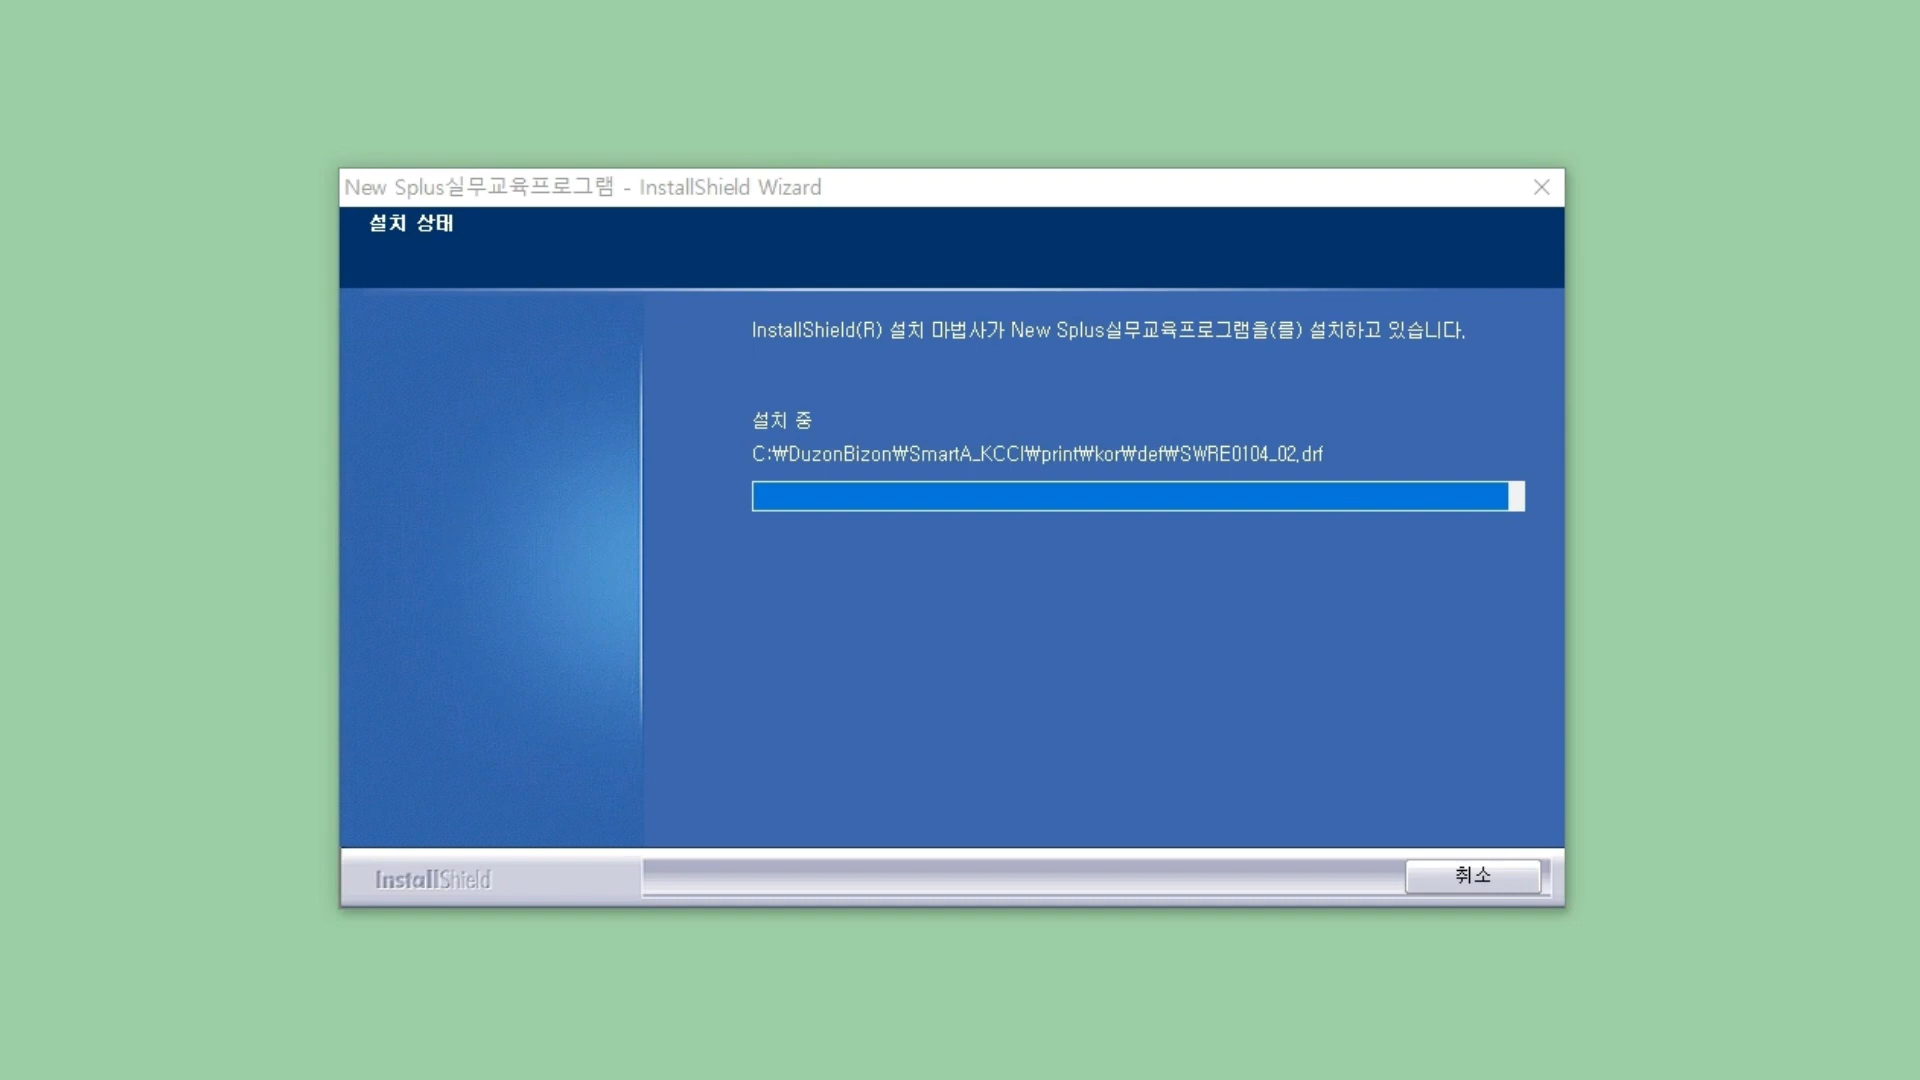 New Splus실무교육프로그램 - InstallShield Wizard
설치 상태
InstallShield(R) 설치 마법사가 New Splus실무교육프로그램을(를) 설치하고 있습니다.
설치 중
C:₩DuzonBizon₩SmartA_KCCI₩print₩kor₩def₩SWRE0104_02.drf
InstallShield
취소